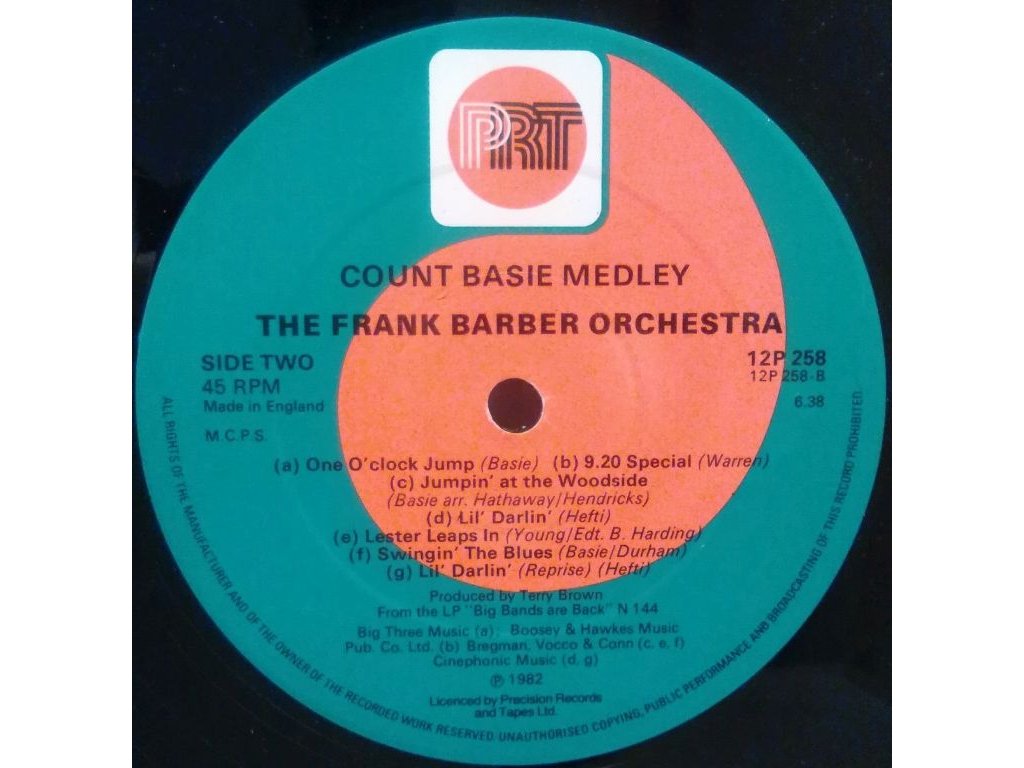 PRT
COUNT BASIE MEDLEY
THE FRANK BARBER ORCHESTRA
SIDE TWO
45 RPM
Made in England
M.C.P.S.
12P 258
12P 258-B
6.38
(a) One O'clock Jump (Basie) (b) 9.20 Special (Warren)
(c) Jumpin' at the Woodside
(Basie arr. Hathaway/Hendricks)
(d) Lil' Darlin' (Hefti)
(e) Lester Leaps In (Young/Edt. B. Harding)
(f) Swingin' The Blues (Basie/Durham)
(g) Lil' Darlin' (Reprise) (Hefti)
Produced by Terry Brown
From the LP "Big Bands are Back" N 144
Big Three Music (a); Boosey & Hawkes Music
Pub. Co. Ltd. (b) Bregman, Vocco & Conn (c, e, f)
Cinephonic Music (d, g)
℗ 1982
Licenced by Precision Records
and Tapes Ltd.
ALL RIGHTS OF THE MANUFACTURER AND OF THE OWNER OF THE RECORDED WORK RESERVED. UNAUTHORISED COPYING, PUBLIC PERFORMANCE AND BROADCASTING OF THIS RECORD PROHIBITED.